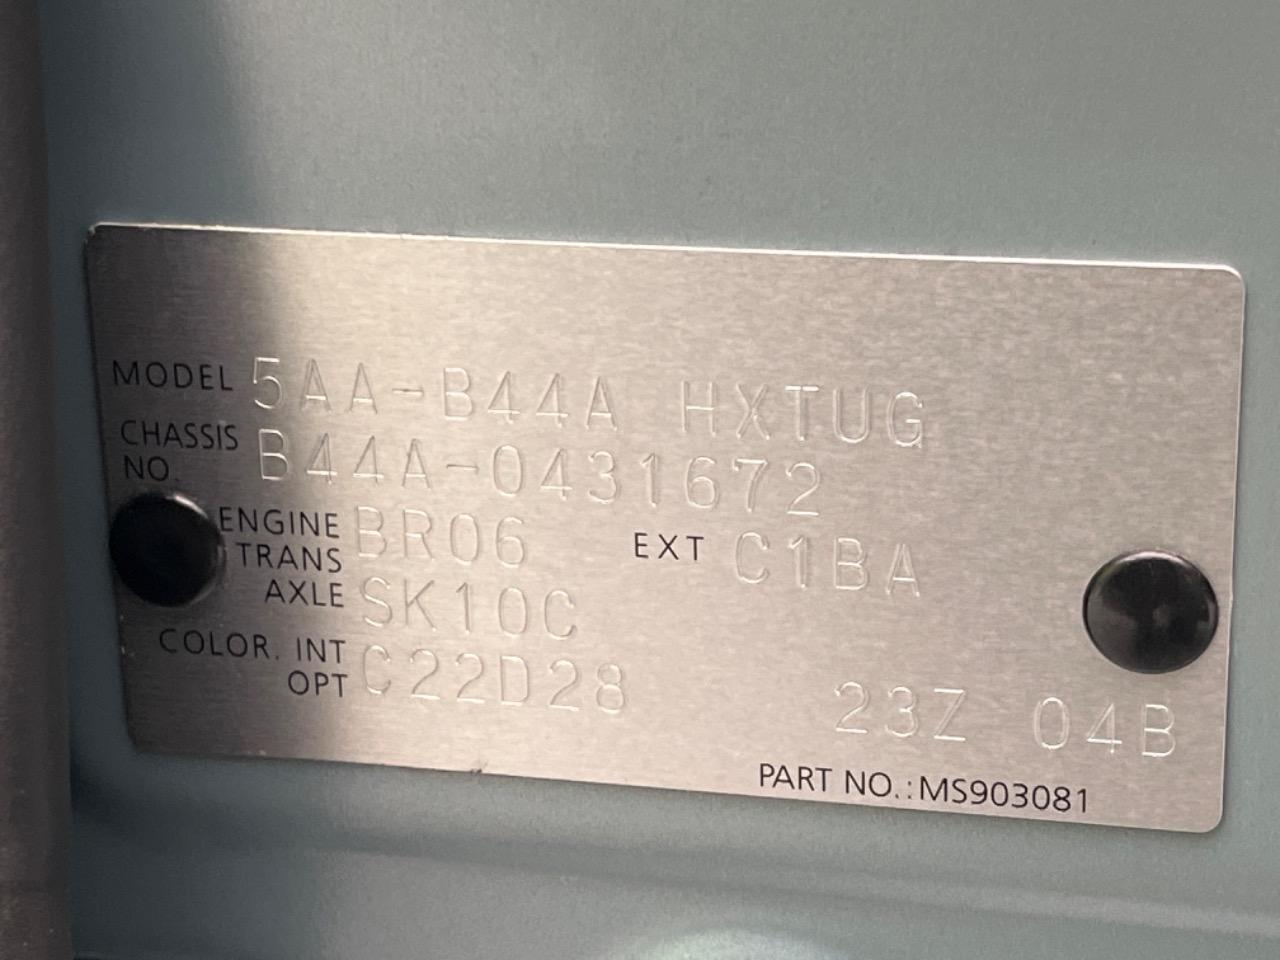 MODEL 5AA-B44A HXTUG
CHASSIS NO. B44A-0431672
ENGINE BR06 EXT C1BA
TRANS AXLE SK10C
COLOR. INT OPT C22D28 23Z 04B
PART NO.:MS903081